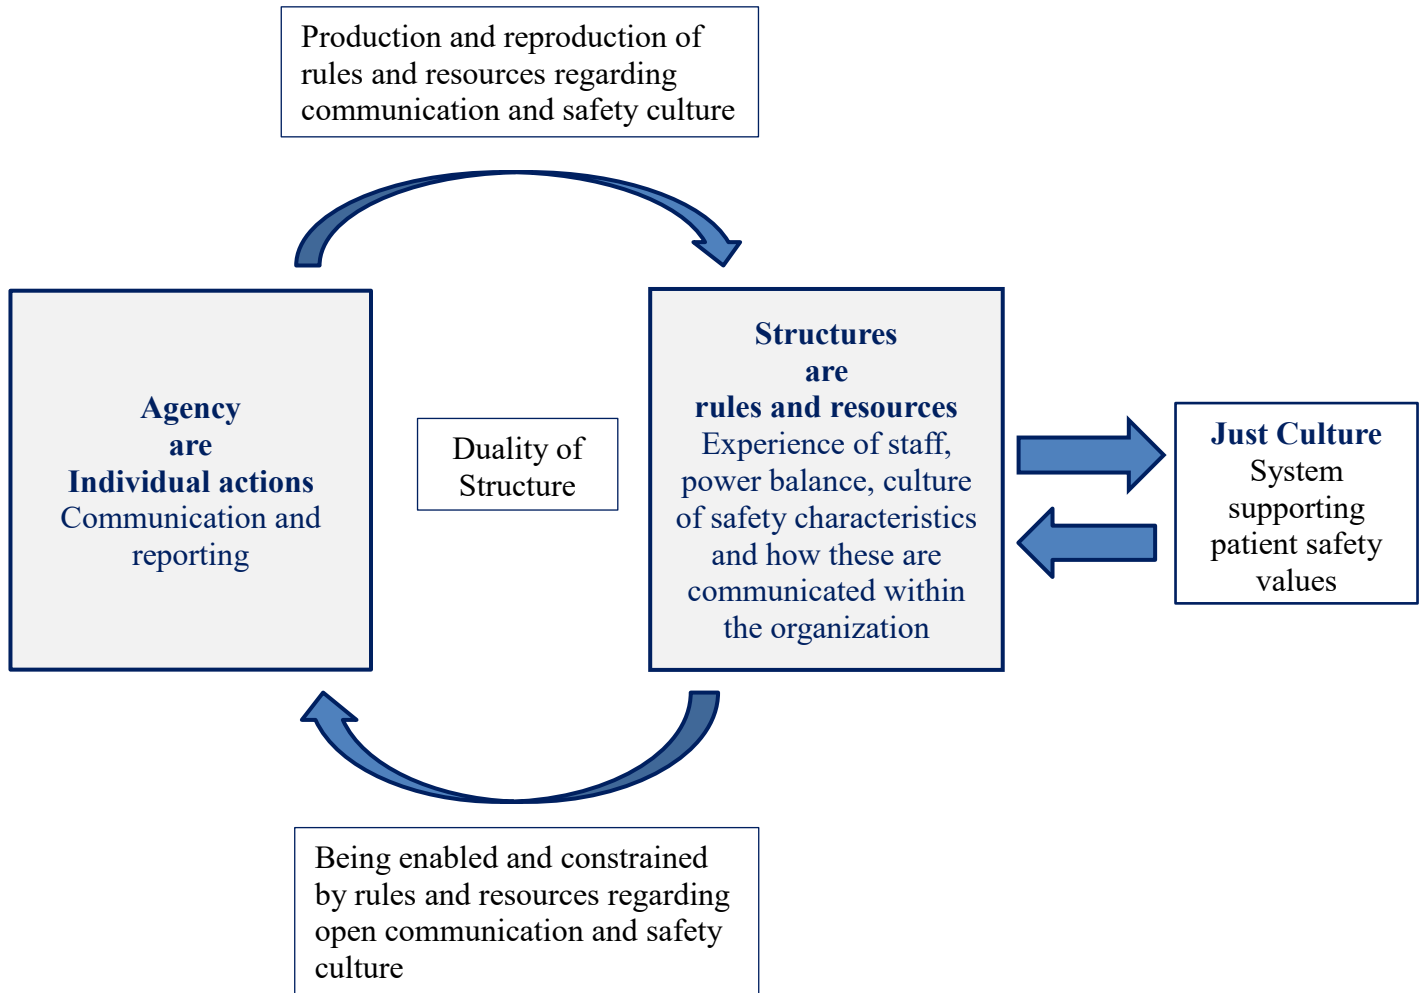 Production and reproduction of
rules and resources regarding
communication and safety culture
Agency
are
Individual actions
Communication and
reporting
Duality of
Structure
Structures
are
rules and resources
Experience of staff,
power balance, culture
of safety characteristics
and how these are
communicated within
the organization
Just Culture
System
supporting
patient safety
values
Being enabled and constrained
by rules and resources regarding
open communication and safety
culture